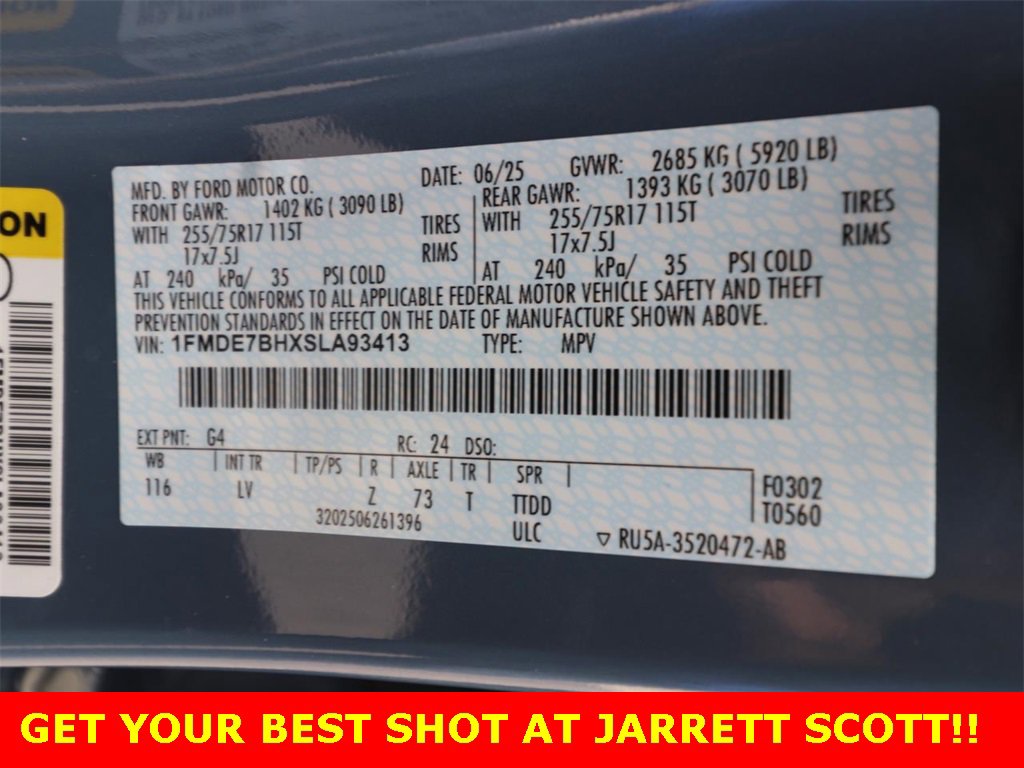 ON
MFD. BY FORD MOTOR CO. DATE: 06/25 GVWR: 2685 KG ( 5920 LB)
FRONT GAWR: 1402 KG ( 3090 LB) REAR GAWR: 1393 KG ( 3070 LB)
WITH 255/75R17 115T TIRES WITH 255/75R17 115T TIRES
17x7.5J RIMS 17x7.5J RIMS
AT 240 kPa/ 35 PSI COLD AT 240 kPa/ 35 PSI COLD
THIS VEHICLE CONFORMS TO ALL APPLICABLE FEDERAL MOTOR VEHICLE SAFETY AND THEFT
PREVENTION STANDARDS IN EFFECT ON THE DATE OF MANUFACTURE SHOWN ABOVE.
VIN: 1FMDE7BHXSLA93413 TYPE: MPV
EXT PNT: G4 RC: 24 DSO:
WB INT TR TP/PS R AXLE TR SPR
116 LV Z 73 T TTDD
F0302
T0560
3202506261396 ULC ▽ RU5A-3520472-AB
GET YOUR BEST SHOT AT JARRETT SCOTT!!